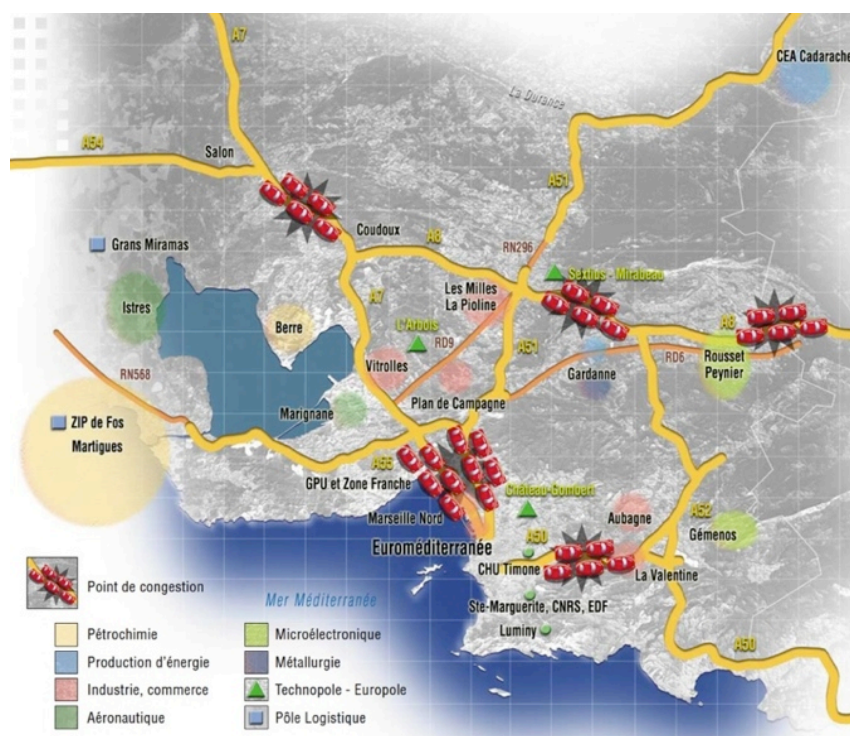 A7
CEA Cadarache
La Durance
A54
Salon
A51
Coudoux
A8
RN296
Grans Miramas
Sextius - Mirabeau
Istres
A7
Les Milles
La Pioline
Berre
L'Arbois
RD9
A51
A8
Vitrolles
Rousset
Peynier
RN568
Gardanne
RD6
Marignane
Plan de Campagne
ZIP de Fos
Martigues
A55
GPU et Zone Franche
Château-Gombert
Marseille Nord
Aubagne
A52
Gémenos
Euroméditerranée
A50
CHU Timone
La Valentine
Point de congestion
Mer Méditerranée
Ste-Marguerite, CNRS, EDF
Luminy
A50
Pétrochimie
Microélectronique
Production d'énergie
Métallurgie
Industrie, commerce
Technopole - Europole
Aéronautique
Pôle Logistique